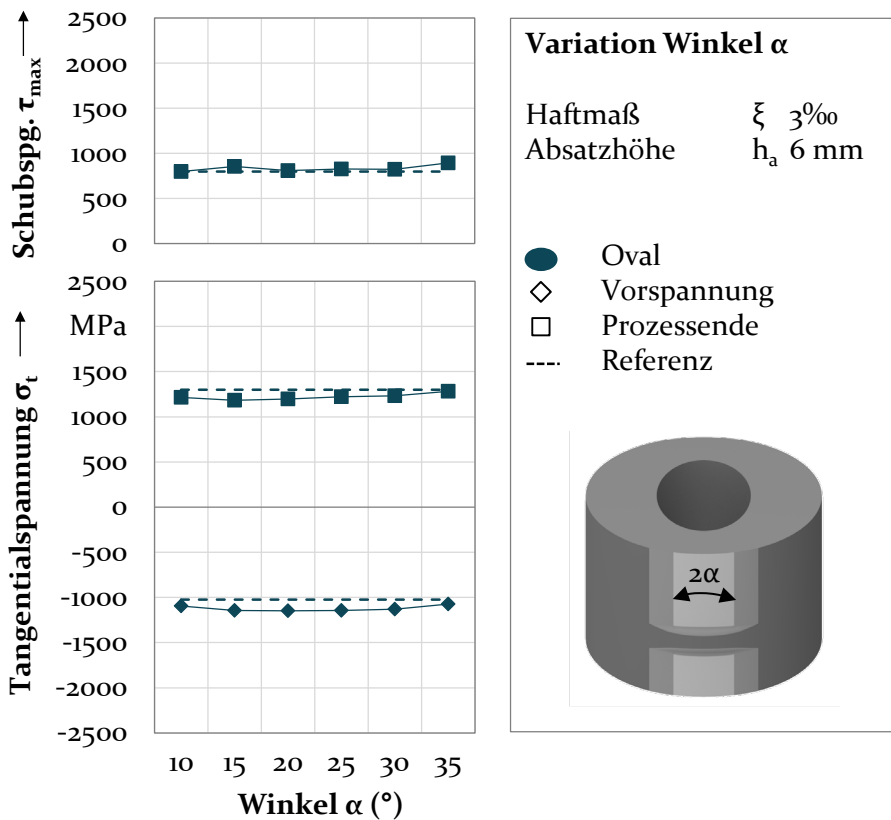 Schubspg. τmax
2500
2500
1500
1000
500
0
Tangentialspannung σt
2500
MPa
1500
1000
500
0
-500
-1000
-1500
-2000
-2500
10 15 20 25 30 35
Winkel α (°)
Variation Winkel α
Haftmaß ξ 3‰
Absatzhöhe ha 6 mm
Oval
Vorspannung
Prozessende
Referenz
2α